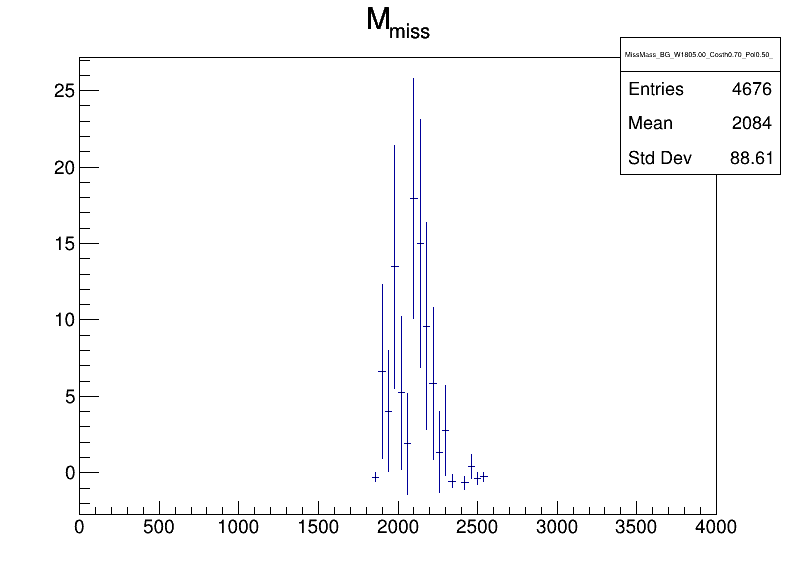 M_miss
MissMass_BG_W1805.00_Costh0.70_Pol0.50_
Entries 4676
Mean 2084
Std Dev 88.61
25
20
15
10
5
0
0 500 1000 1500 2000 2500 3000 3500 4000